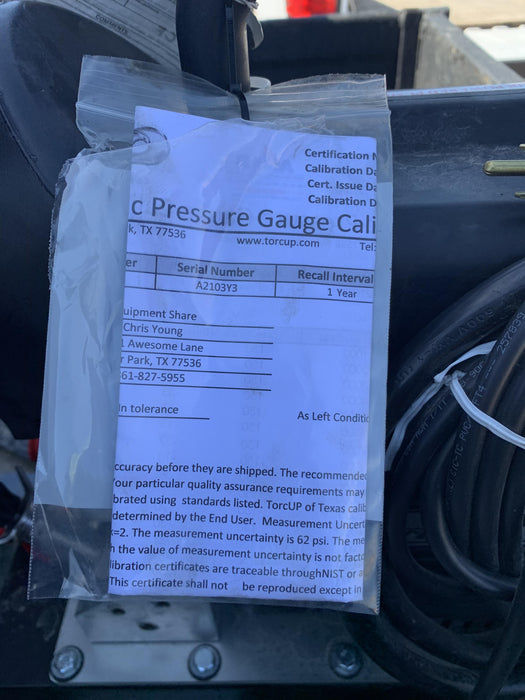 COMMENTS:
Certification N
Calibration Da
Cert. Issue Da
Calibration D
c Pressure Gauge Cali
k, TX 77536
www.torcup.com
Tel:
er Serial Number Recall Interval
A2103Y3 1 Year
uipment Share
Chris Young
1 Awesome Lane
r Park, TX 77536
61-827-5955
In tolerance
As Left Conditio
ccuracy before they are shipped. The recommended
our particular quality assurance requirements may
brated using standards listed. TorcUP of Texas calib
determined by the End User. Measurement Uncert
=2. The measurement uncertainty is 62 psi. The me
n the value of measurement uncertainty is not facto
libration certificates are traceable throughNIST or a
This certificate shall not be reproduced except in